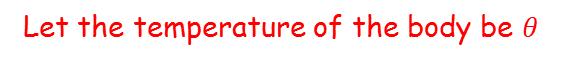 Let the temperature of the body be θ